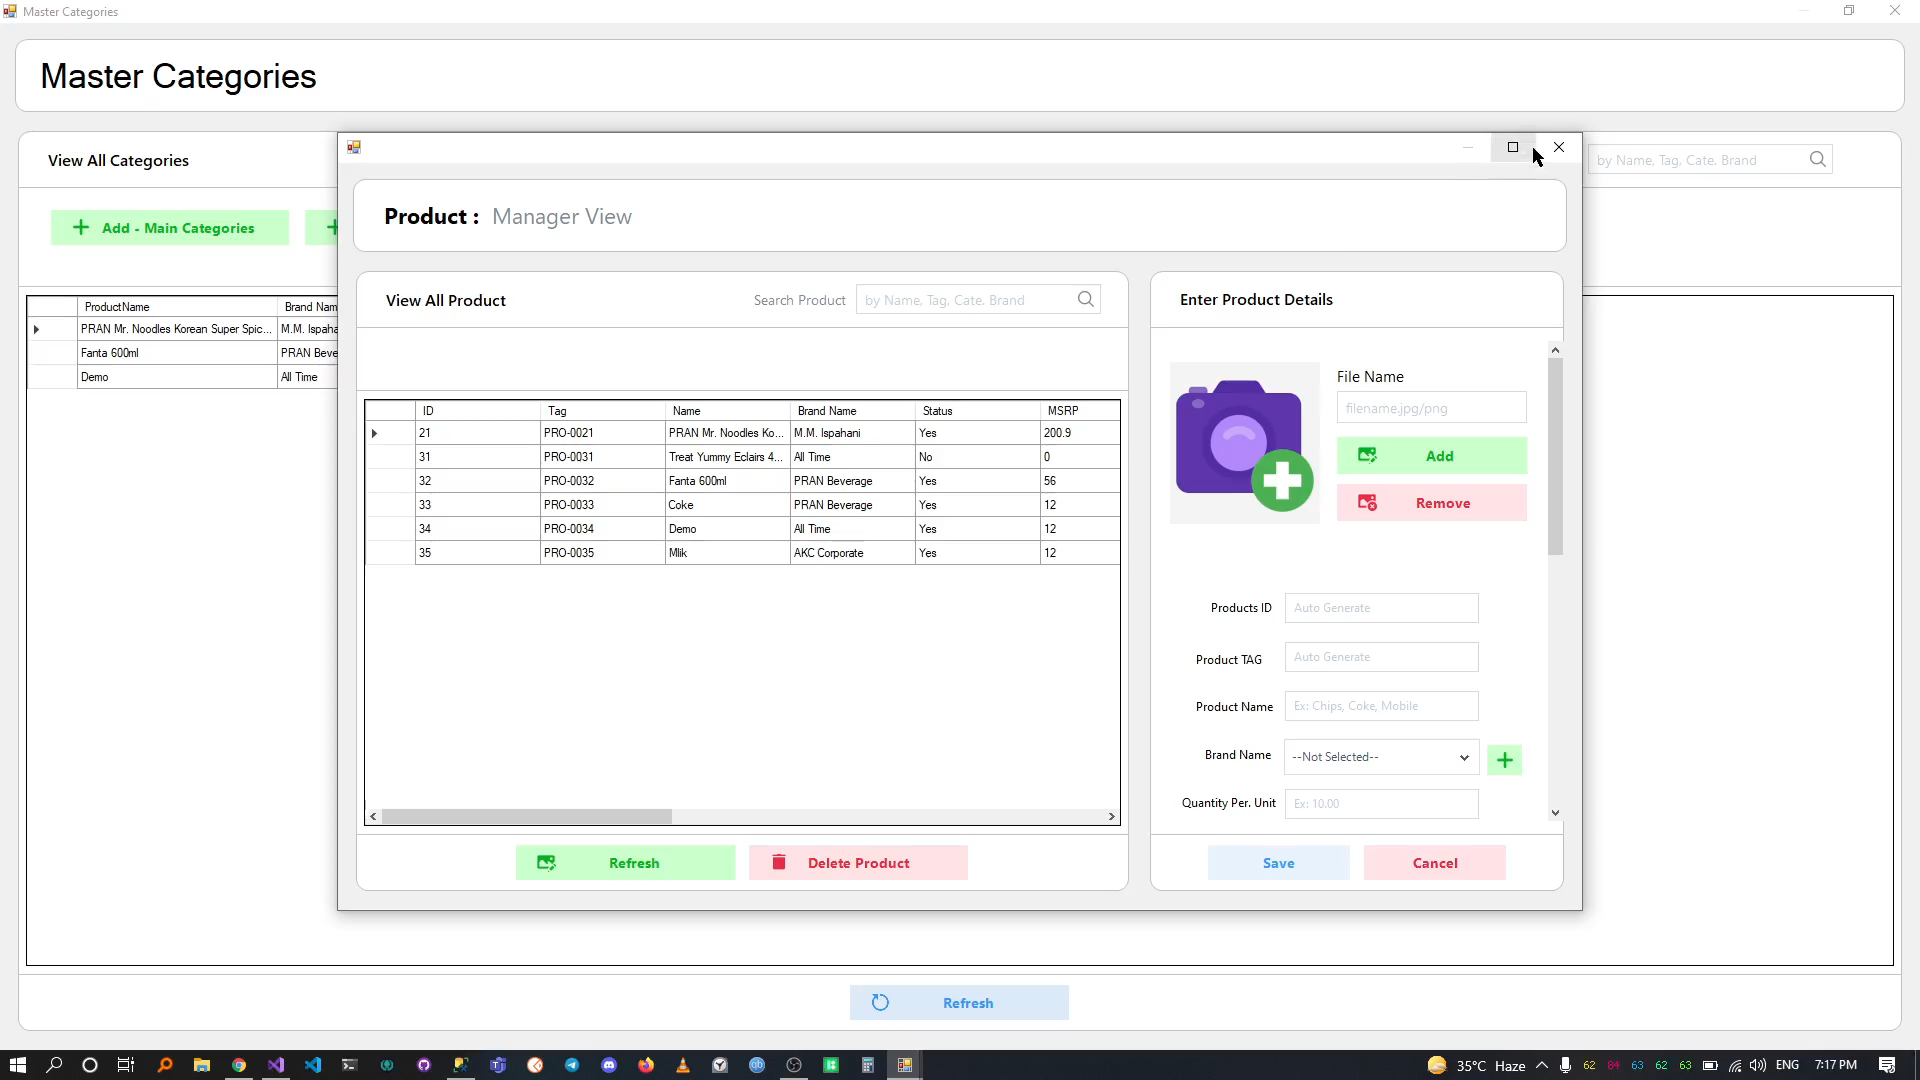 Master Categories
Master Categories
View All Categories
by Name, Tag, Cate. Brand
Add - Main Categories
ProductName
Brand Nam
PRAN Mr. Noodles Korean Super Spic...
M.M. Ispaha
Fanta 600ml
PRAN Beve
Demo
All Time
Product :
Manager View
View All Product
Search Product
by Name, Tag, Cate. Brand
ID Tag Name Brand Name Status MSRP
21 PRO-0021 PRAN Mr. Noodles Ko... M.M. Ispahani Yes 200.9
31 PRO-0031 Treat Yummy Eclairs 4... All Time No 0
32 PRO-0032 Fanta 600ml PRAN Beverage Yes 56
33 PRO-0033 Coke PRAN Beverage Yes 12
34 PRO-0034 Demo All Time Yes 12
35 PRO-0035 Mlik AKC Corporate Yes 12
Refresh
Delete Product
Enter Product Details
File Name
filename.jpg/png
Add
Remove
Products ID
Auto Generate
Product TAG
Auto Generate
Product Name
Ex: Chips, Coke, Mobile
Brand Name
--Not Selected--
Quantity Per. Unit
Ex: 10.00
Save
Cancel
Refresh
35°C Haze
62 84 63 62 63
ENG
7:17 PM